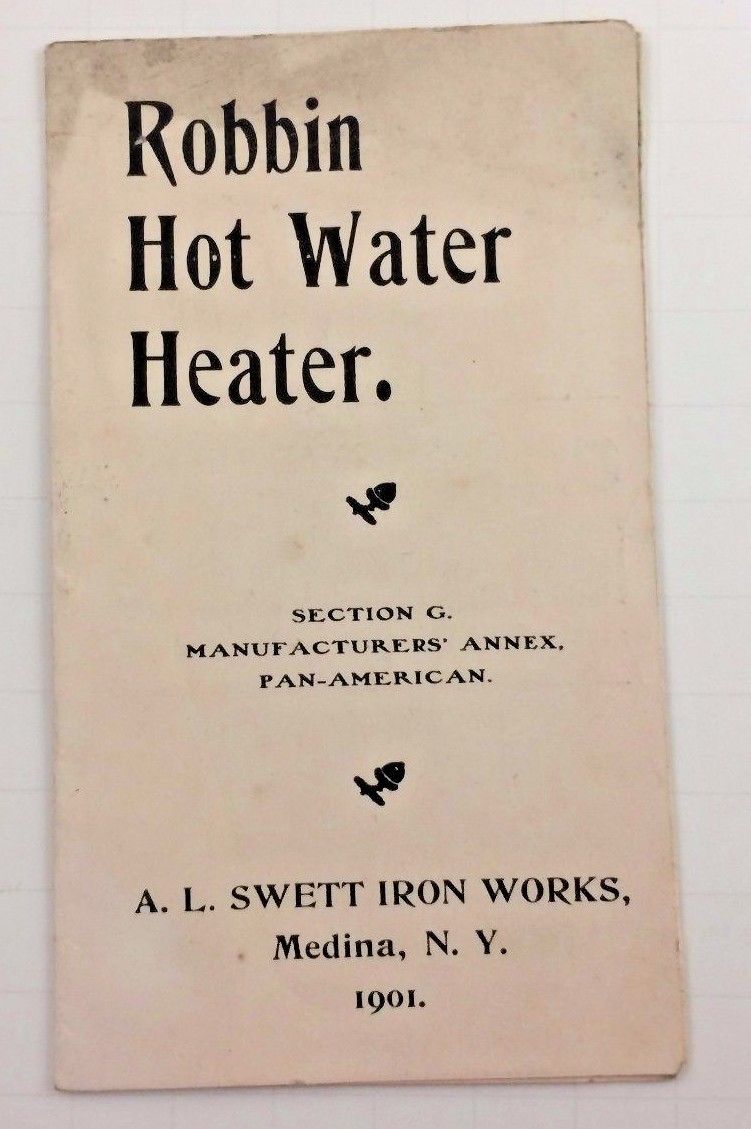 Robbin
Hot Water
Heater.
SECTION G.
MANUFACTURERS' ANNEX,
PAN-AMERICAN.
A. L. SWETT IRON WORKS,
Medina, N. Y.
1901.